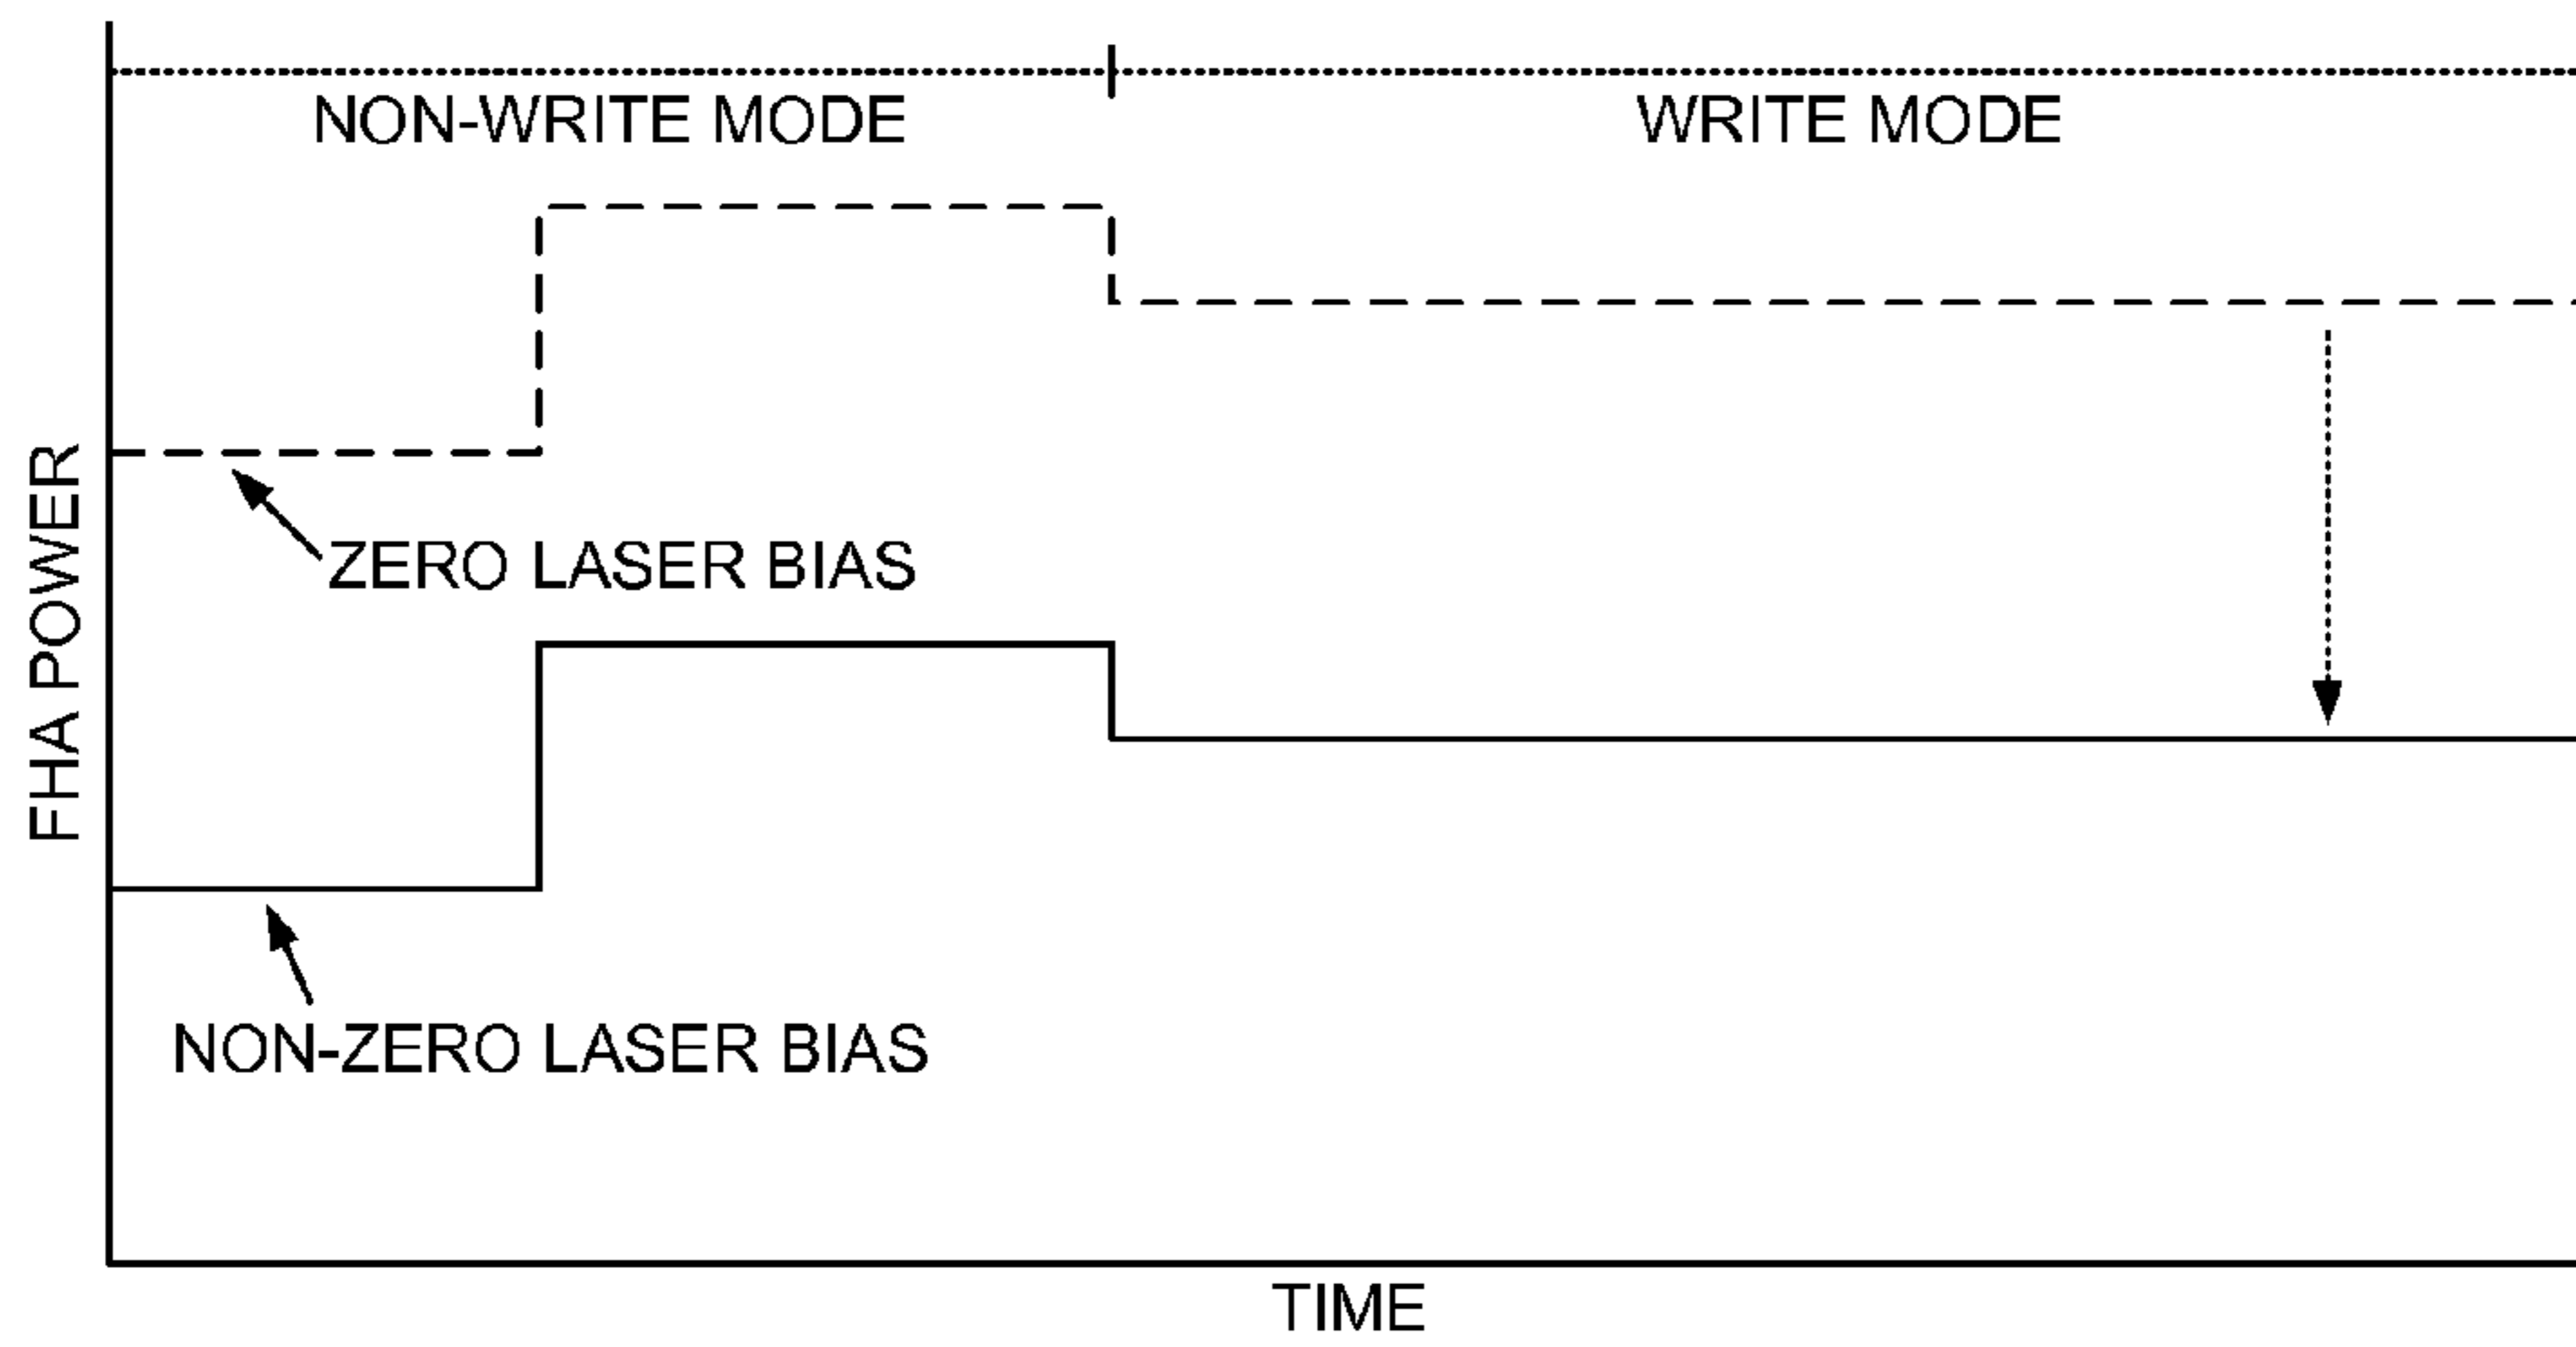 NON-WRITE MODE
WRITE MODE
ZERO LASER BIAS
FHA POWER
NON-ZERO LASER BIAS
TIME